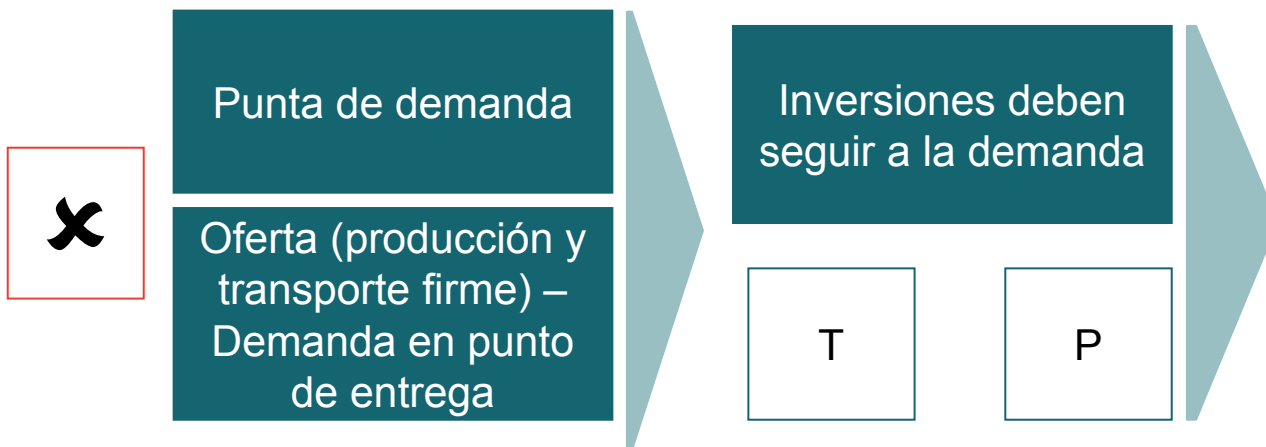 Punta de demanda
Oferta (producción y
transporte firme) –
Demanda en punto
de entrega
Inversiones deben
seguir a la demanda
T
P